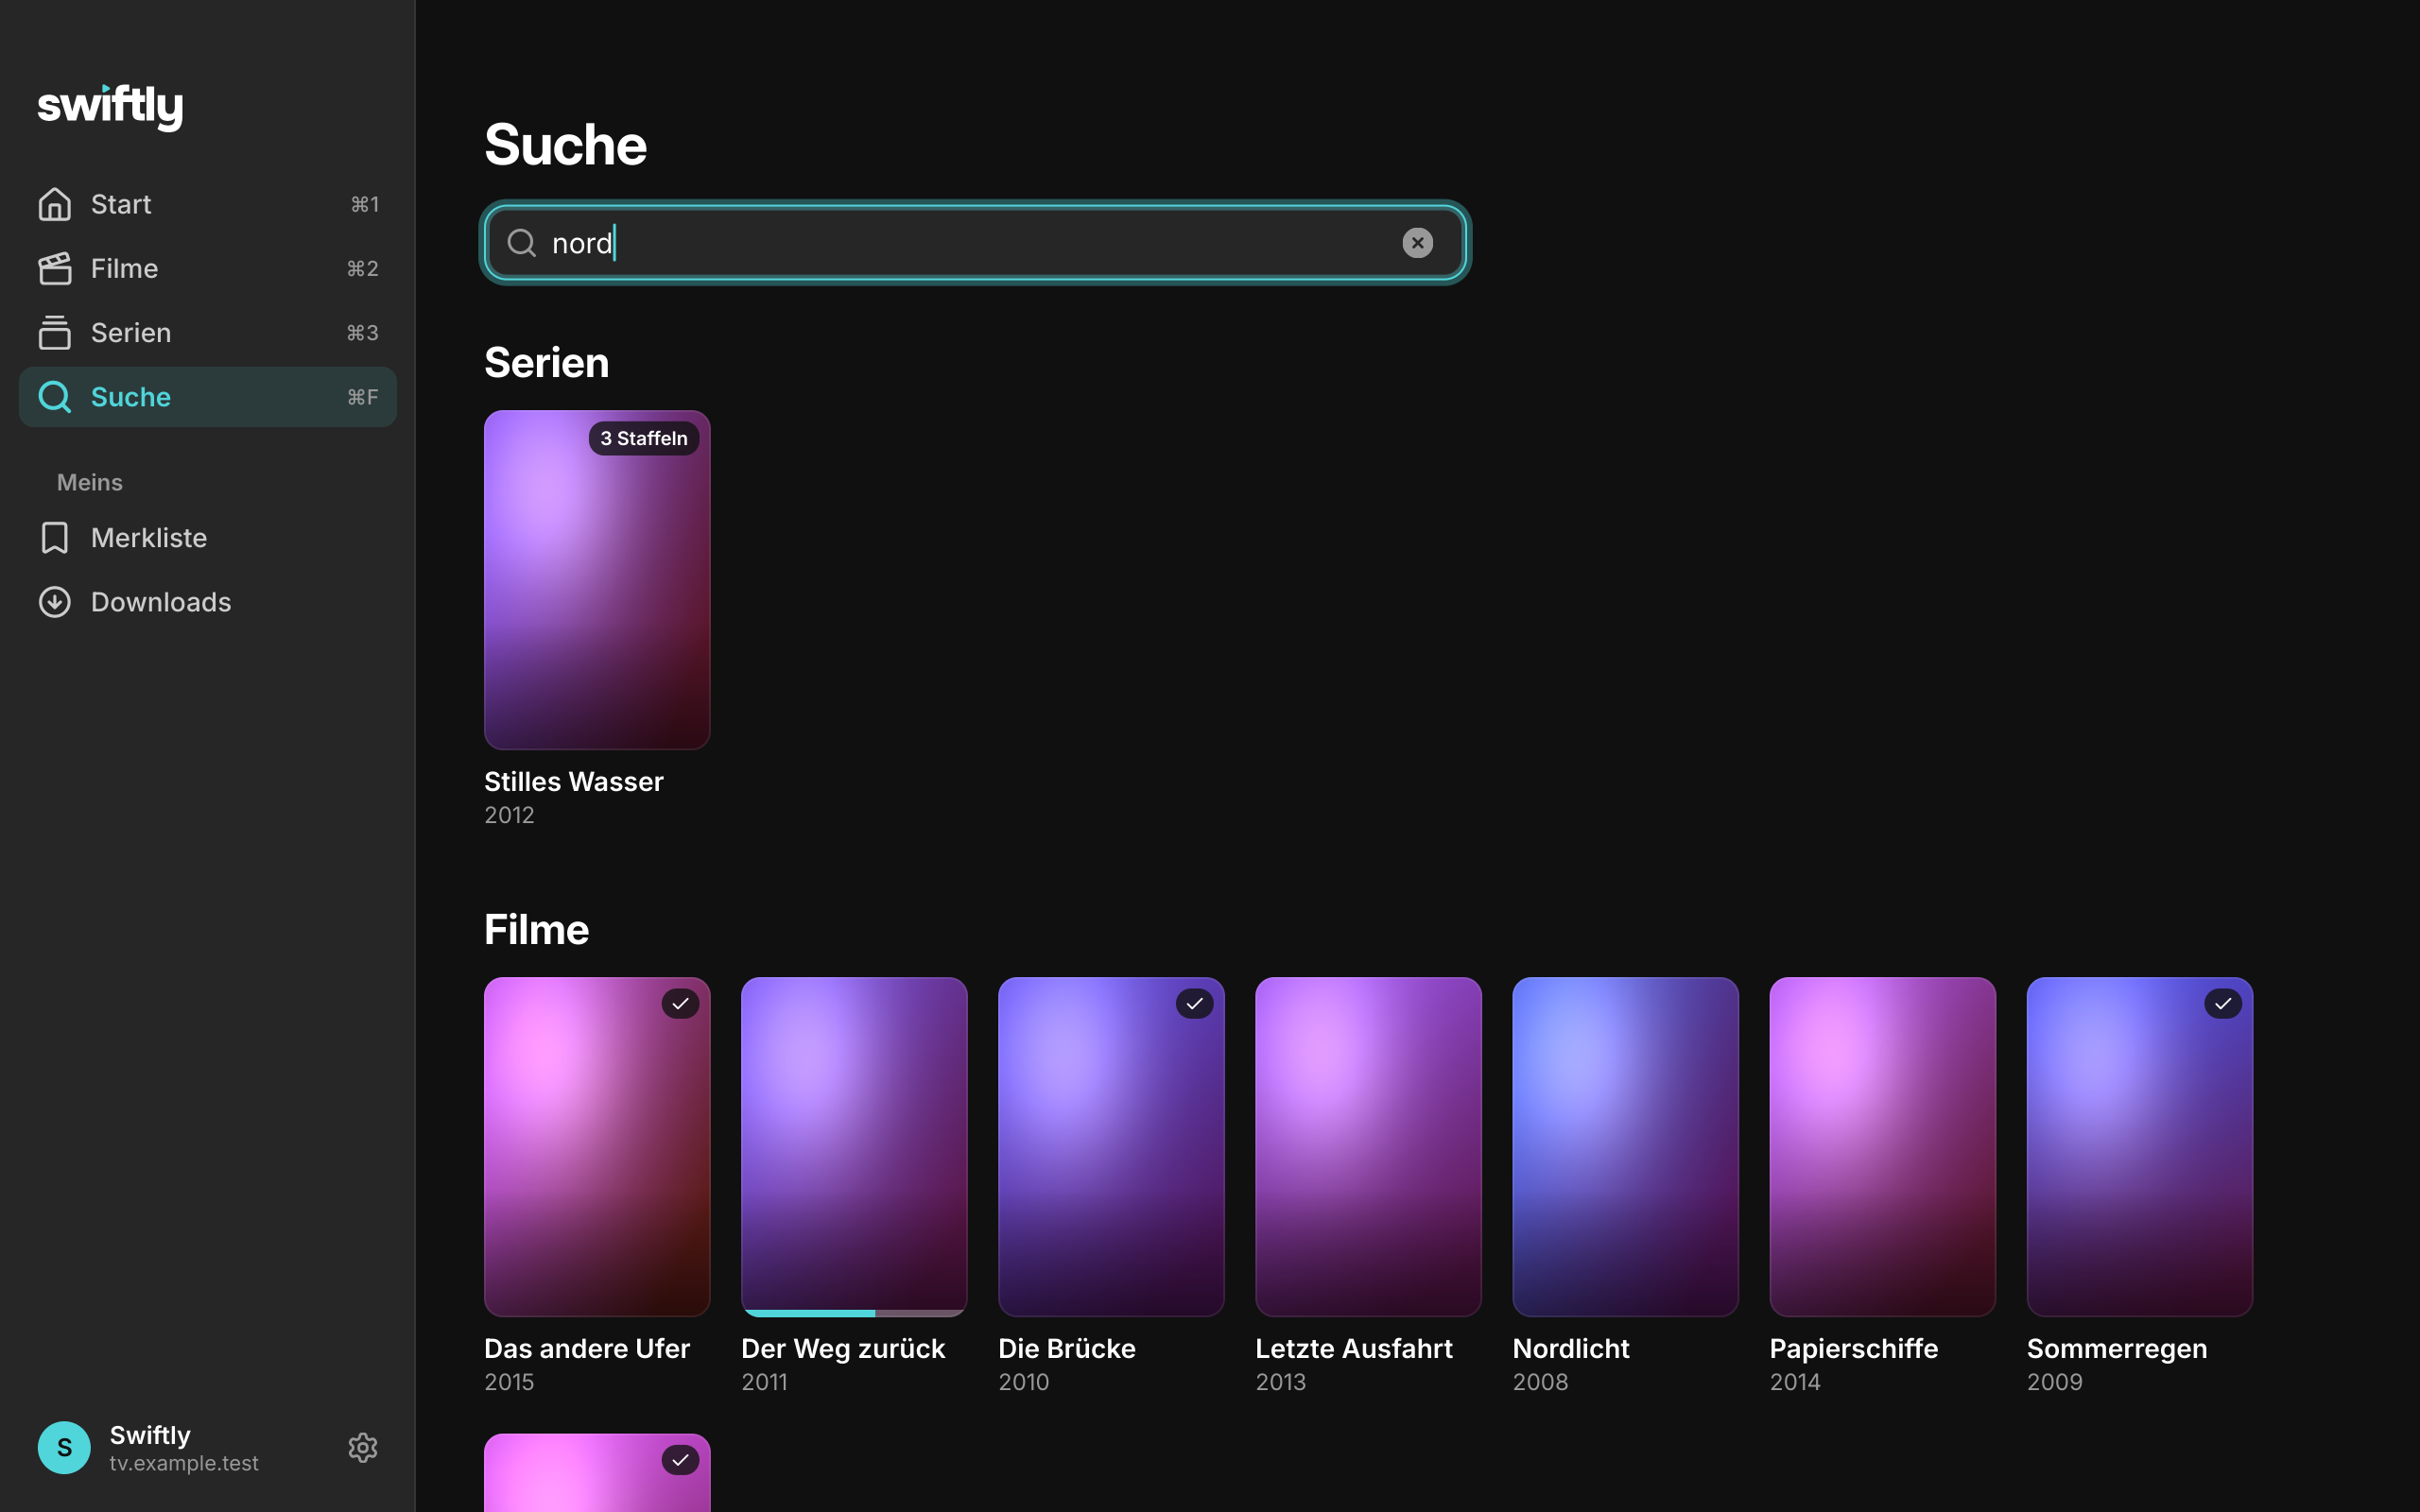 swiftly
Start ⌘1
Filme ⌘2
Serien ⌘3
Suche ⌘F
Meins
Merkliste
Downloads
S
Swiftly
tv.example.test
Suche
nord
Serien
3 Staffeln
Stilles Wasser
2012
Filme
Das andere Ufer
2015
Der Weg zurück
2011
Die Brücke
2010
Letzte Ausfahrt
2013
Nordlicht
2008
Papierschiffe
2014
Sommerregen
2009